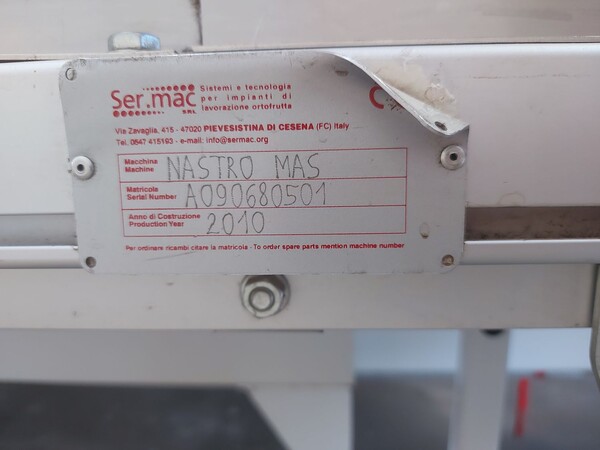 Ser.mac
SRL
Sistemi e tecnologia
per impianti di
lavorazione ortofrutta
Via Zavaglia, 415 - 47020 PIEVESISTINA DI CESENA (FC) Italy
Tel. 0547 415193 - e-mail: info@sermac.org
Macchina
Machine
NASTRO MAS
Matricola
Serial Number
A090680501
Anno di Costruzione
Production Year
2010
Per ordinare ricambi citare la matricola - To order spare parts mention machine number